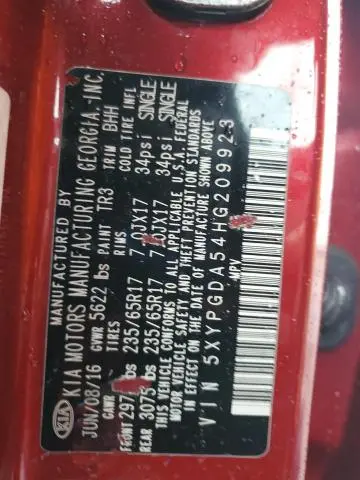 MANUFACTURED BY
KIA KIA MOTORS MANUFACTURING GEORGIA, INC.
JUN/08/16 GVWR 5622 lbs PAINT TR3 TRIM BHH
GAWR TIRES RIMS COLD TIRE INFL
FRONT 297 lbs 235/65R17 7.0JX17 34psi SINGLE
REAR 3075 lbs 235/65R17 7.0JX17 34psi SINGLE
THIS VEHICLE CONFORMS TO ALL APPLICABLE U.S.A. FEDERAL
MOTOR VEHICLE SAFETY AND THEFT PREVENTION STANDARDS
IN EFFECT ON THE DATE OF MANUFACTURE SHOWN ABOVE.
VIN 5XYPGDA54HG209923
MPV